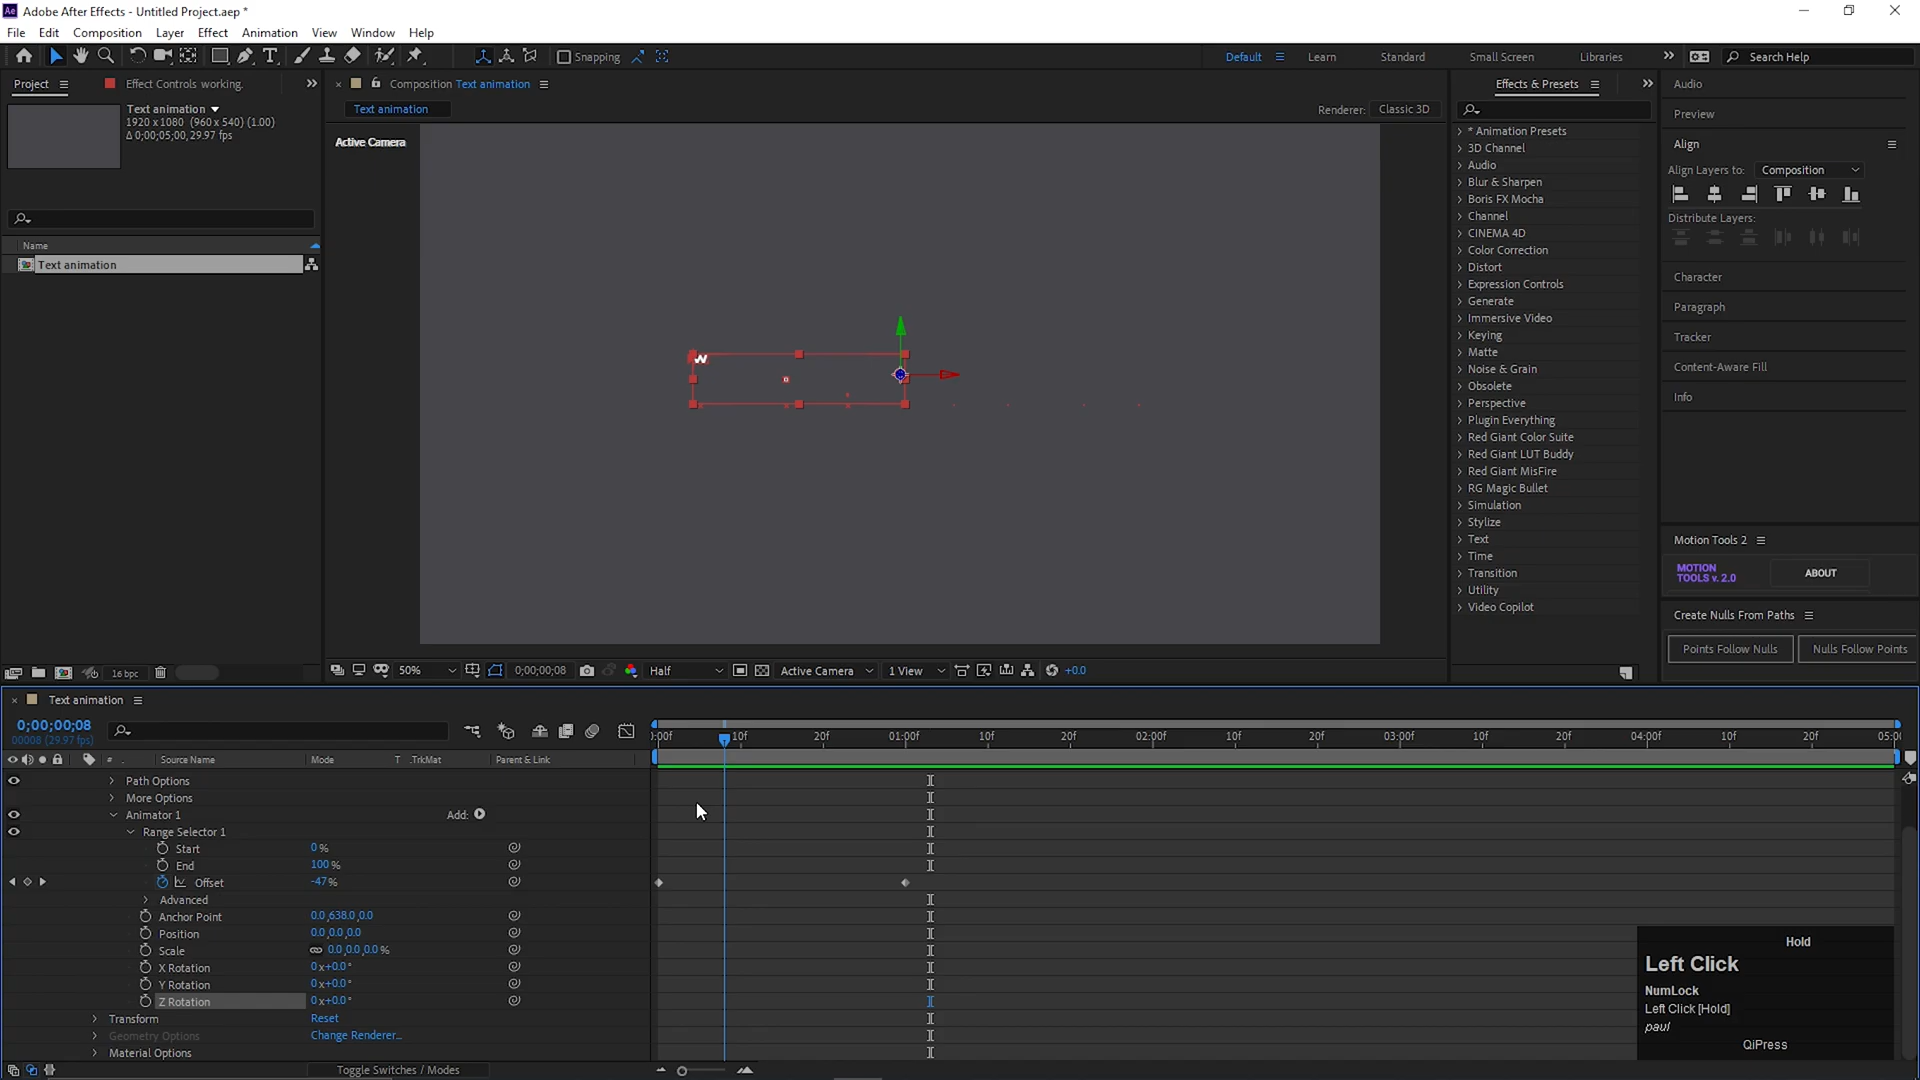 Ae Adobe After Effects - Untitled Project.aep *
File Edit Composition Layer Effect Animation View Window Help
Snapping Default Learn Standard Small Screen Libraries Search Help
Project Effect Controls working.
Text animation
1920 x 1080 (960 x 540) (1.00)
Δ 0;00;05;00, 29.97 fps
Name
Text animation
16 bpc
Composition Text animation
Text animation
Renderer: Classic 3D
Active Camera
w
50% 0;00;00;08 Half Active Camera 1 View +0.0
Effects & Presets
* Animation Presets
3D Channel
Audio
Blur & Sharpen
Boris FX Mocha
Channel
CINEMA 4D
Color Correction
Distort
Expression Controls
Generate
Immersive Video
Keying
Matte
Noise & Grain
Obsolete
Perspective
Plugin Everything
Red Giant Color Suite
Red Giant LUT Buddy
Red Giant MisFire
RG Magic Bullet
Simulation
Stylize
Text
Time
Transition
Utility
Video Copilot
Audio
Preview
Align
Align Layers to: Composition
Distribute Layers:
Character
Paragraph
Tracker
Content-Aware Fill
Info
Motion Tools 2
MOTION
TOOLS v. 2.0
ABOUT
Create Nulls From Paths
Points Follow Nulls Nulls Follow Points
Text animation
0;00;00;08
00008 (29.97 fps)
:00f 10f 20f 01:00f 10f 20f 02:00f 10f 20f 03:00f 10f 20f 04:00f 10f 20f 05:00
# Source Name Mode T .TrkMat Parent & Link
Path Options
More Options
Animator 1 Add:
Range Selector 1
Start 0%
End 100%
Offset -47%
Advanced
Anchor Point 0.0,638.0,0.0
Position 0.0,0.0,0.0
Scale 0.0,0.0,0.0%
X Rotation 0x+0.0°
Y Rotation 0x+0.0°
Z Rotation 0x+0.0°
Transform Reset
Geometry Options Change Renderer...
Material Options
Toggle Switches / Modes
Hold
Left Click
NumLock
Left Click [Hold]
paul
QiPress